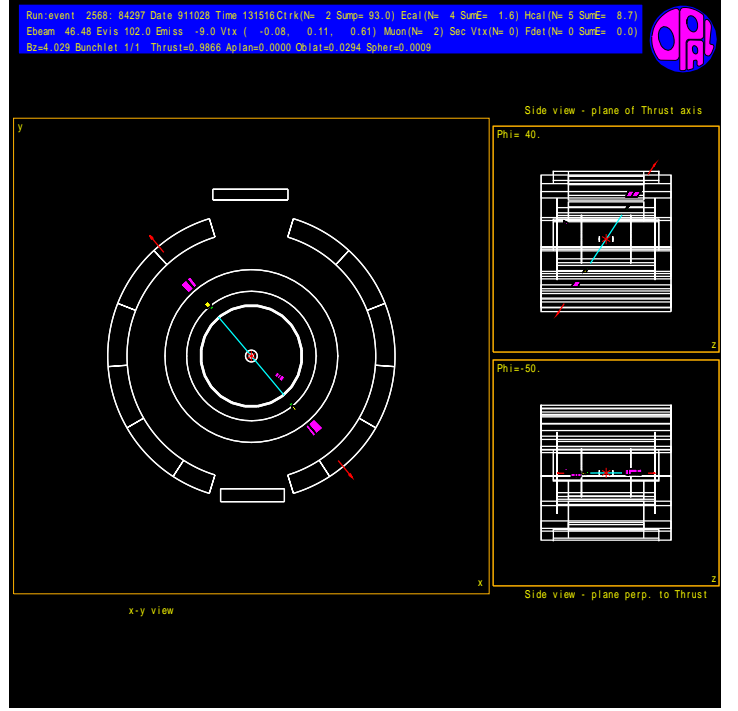 Run:event 2568: 84297 Date 911028 Time 131516 Ctrk(N= 2 Sump= 93.0) Ecal(N= 4 SumE= 1.6) Hcal(N= 5 SumE= 8.7)
Ebeam 46.48 Evis 102.0 Emiss -9.0 Vtx ( -0.08, 0.11, 0.61) Muon(N= 2) Sec Vtx(N= 0) Fdet(N= 0 SumE= 0.0)
Bz=4.029 Bunchlet 1/1 Thrust=0.9866 Aplan=0.0000 Oblat=0.0294 Spher=0.0009
OPAL
Side view - plane of Thrust axis
y
Phi= 40.
z
Phi=-50.
x
z
Side view - plane perp. to Thrust
x-y view